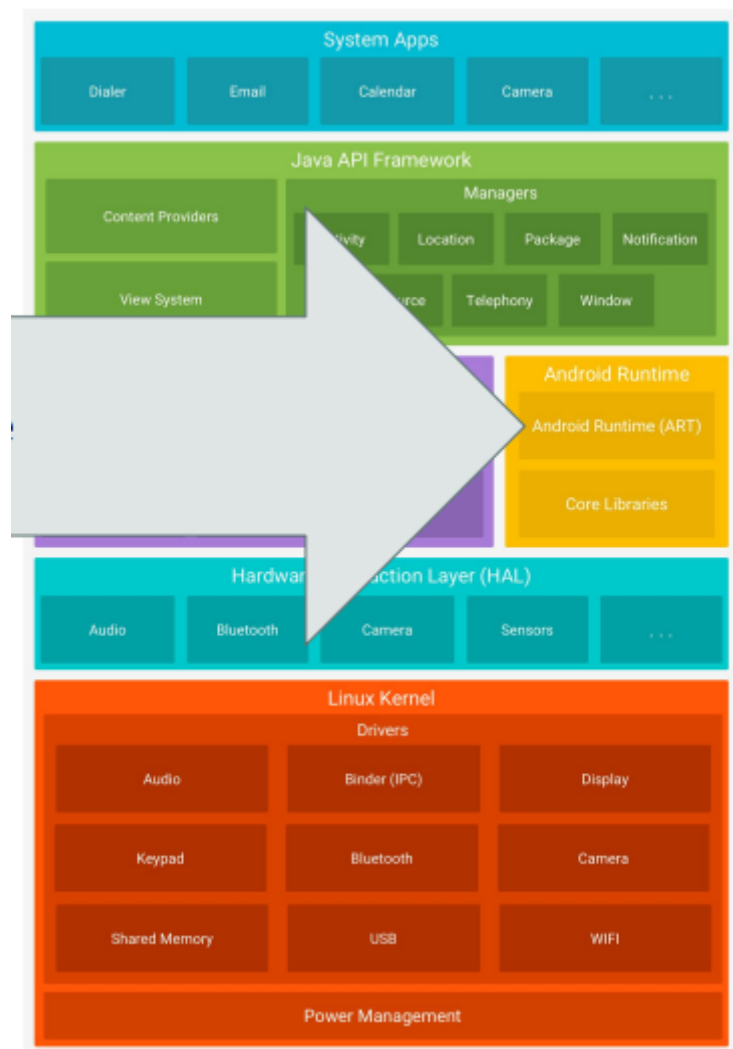 System Apps
Dialer
Email
Calendar
Camera
. . .
Java API Framework
Content Providers
View System
Managers
Location
Package
Notification
Telephony
Window
Android Runtime
Android Runtime (ART)
Core Libraries
Layer (HAL)
Audio
Bluetooth
Camera
Sensors
. . .
Linux Kernel
Drivers
Audio
Binder (IPC)
Display
Keypad
Bluetooth
Camera
Shared Memory
USB
WIFI
Power Management